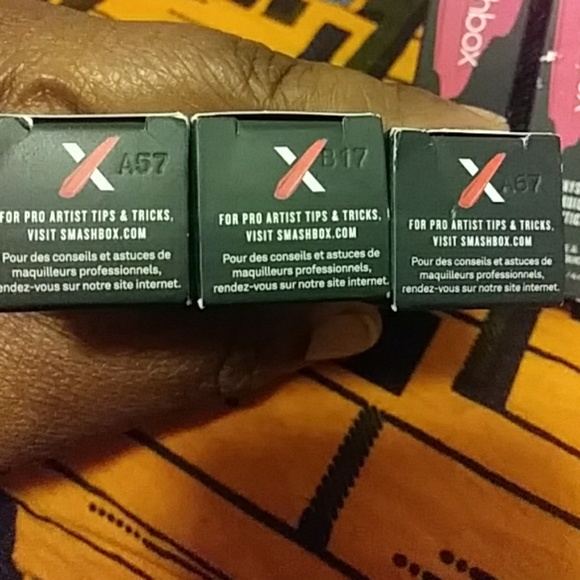 A57
FOR PRO ARTIST TIPS & TRICKS,
VISIT SMASHBOX.COM
Pour des conseils et astuces de
maquilleurs professionnels,
rendez-vous sur notre site internet.
B17
FOR PRO ARTIST TIPS & TRICKS,
VISIT SMASHBOX.COM
Pour des conseils et astuces de
maquilleurs professionnels,
rendez-vous sur notre site internet.
A67
FOR PRO ARTIST TIPS & TRICKS,
VISIT SMASHBOX.COM
Pour des conseils et astuces de
maquilleurs professionnels,
rendez-vous sur notre site internet.
hbox